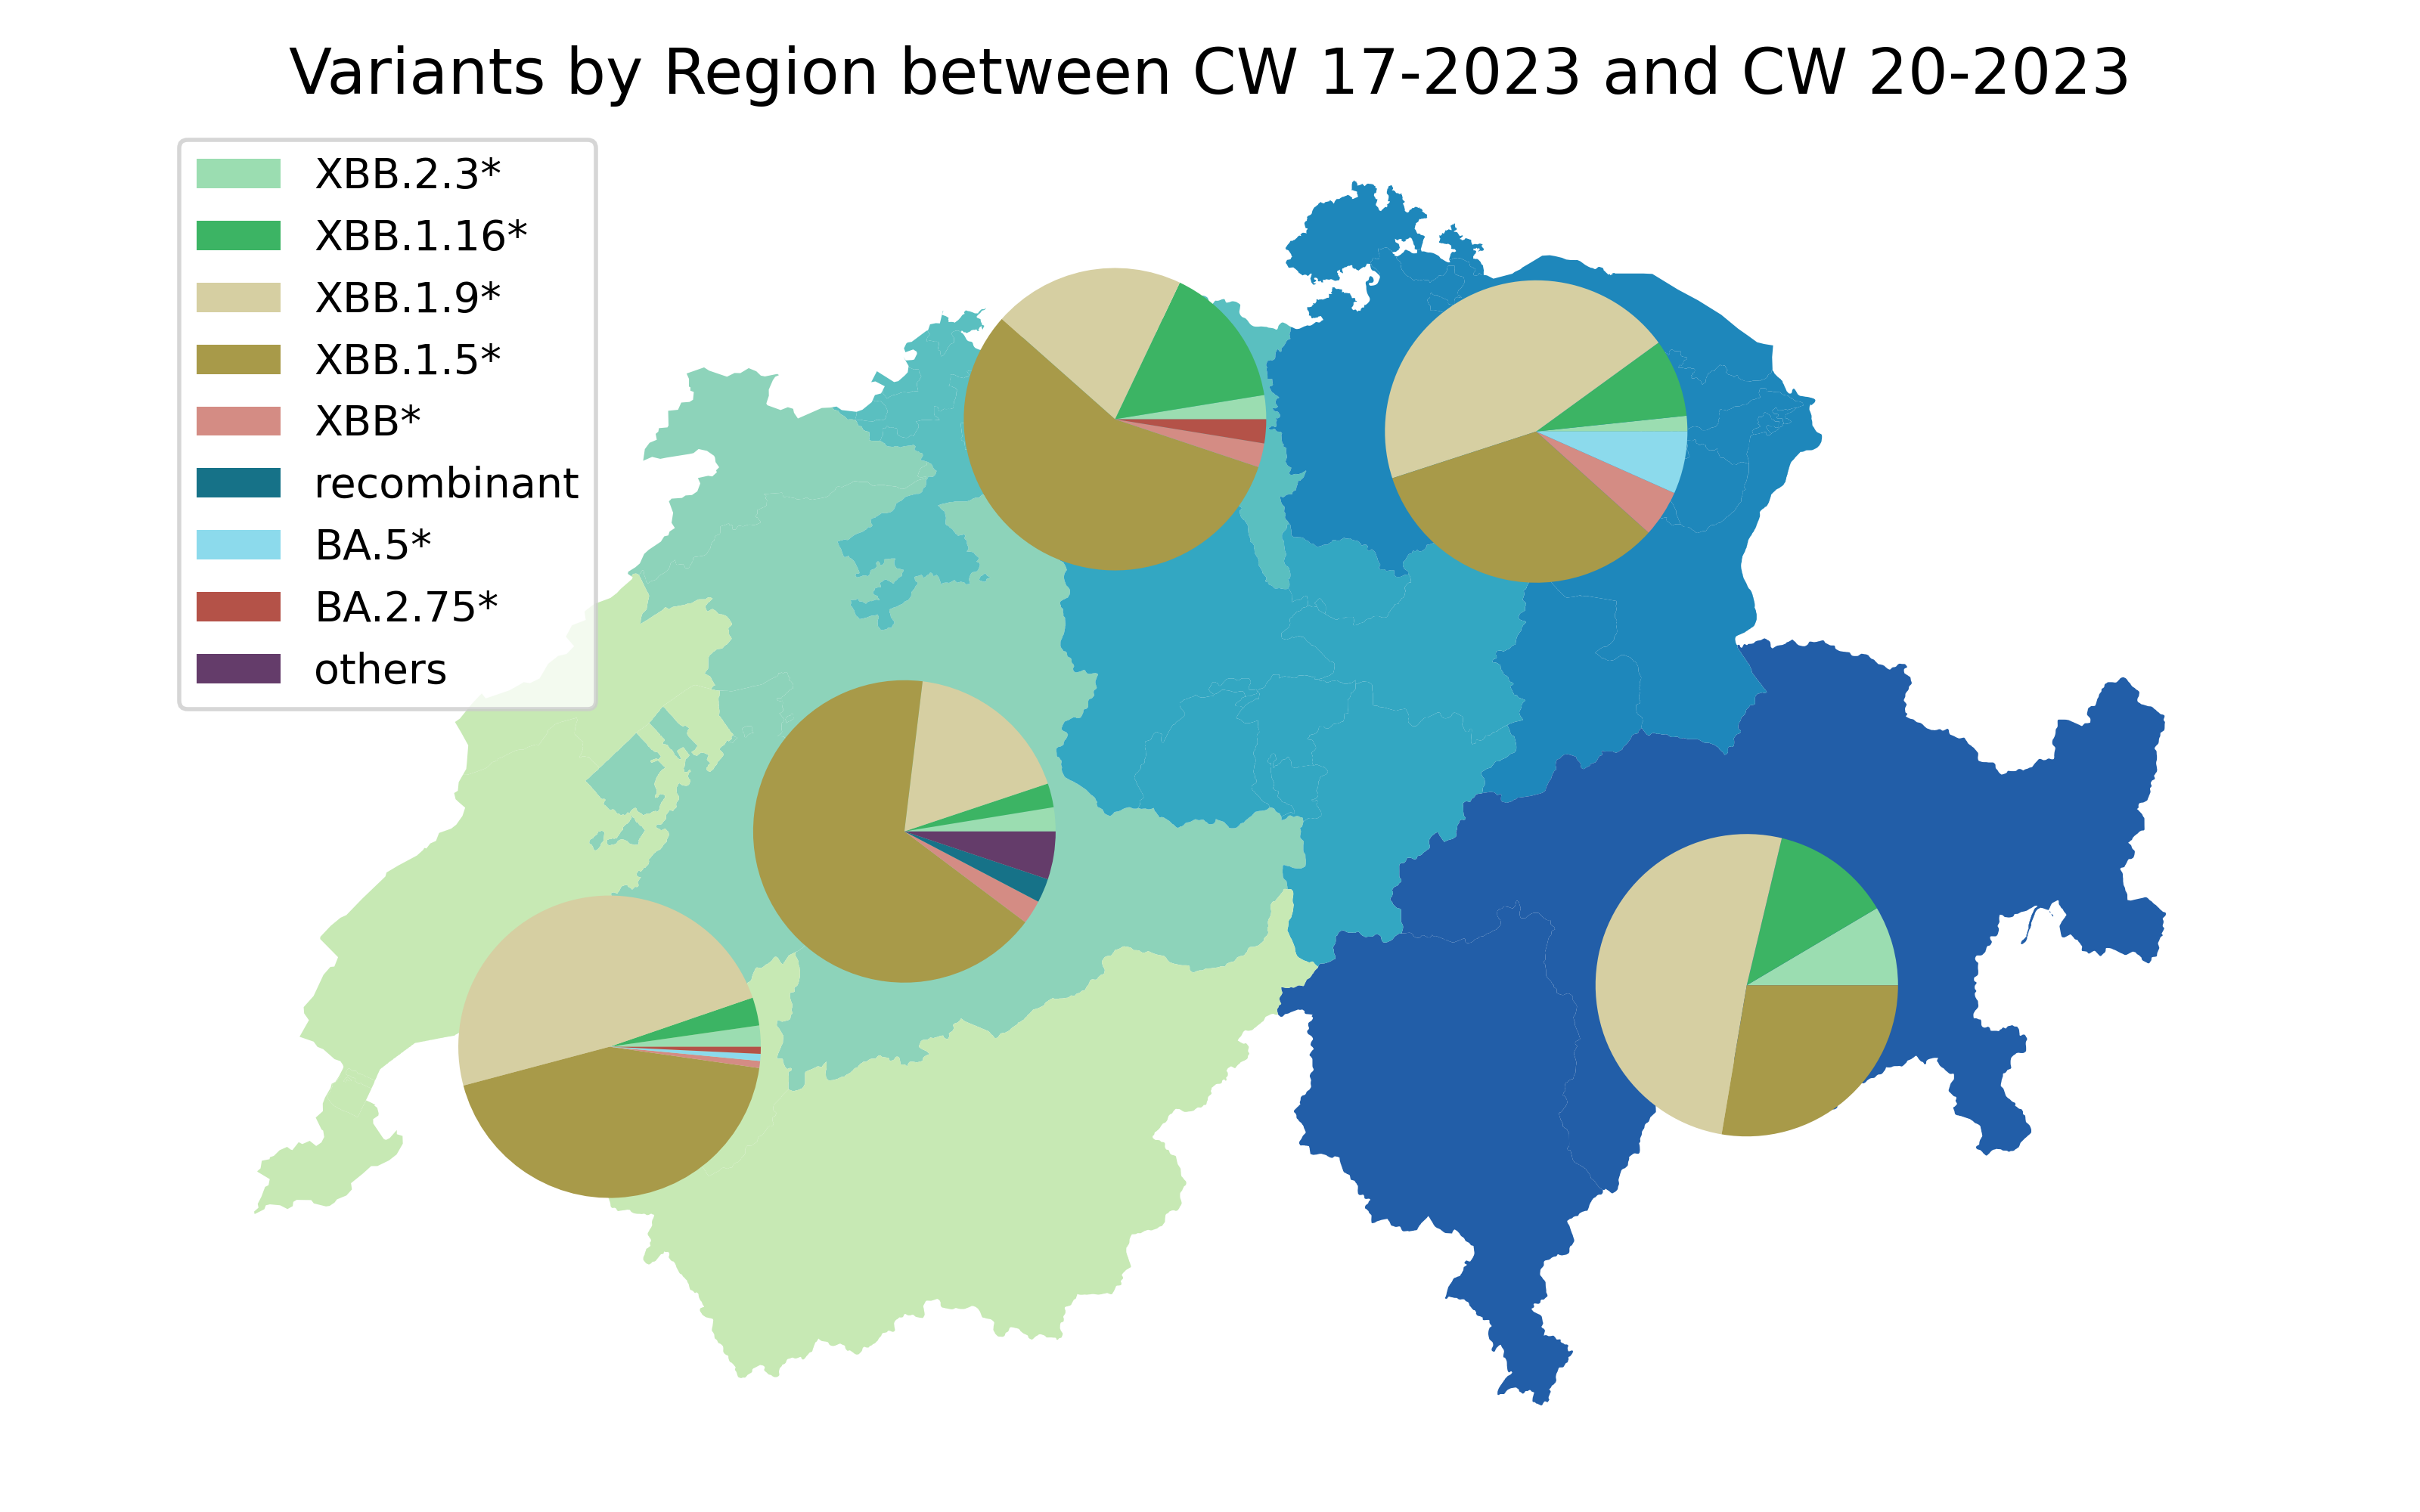 Variants by Region between CW 17-2023 and CW 20-2023
XBB.2.3*
XBB.1.16*
XBB.1.9*
XBB.1.5*
XBB*
recombinant
BA.5*
BA.2.75*
others